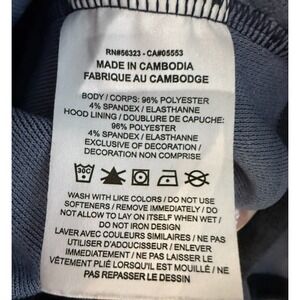 RN#56323 - CA#05553
MADE IN CAMBODIA
FABRIQUE AU CAMBODGE
BODY / CORPS: 96% POLYESTER
4% SPANDEX / ELASTHANNE
HOOD LINING / DOUBLURE DE CAPUCHE:
96% POLYESTER
4% SPANDEX / ELASTHANNE
EXCLUSIVE OF DECORATION /
DECORATION NON COMPRISE
30C
WASH WITH LIKE COLORS / DO NOT USE
SOFTENERS / REMOVE IMMEDIATELY / DO
NOT ALLOW TO LAY ON ITSELF WHEN WET /
DO NOT IRON DESIGN
LAVER AVEC COULEURS SIMILAIRES / NE PAS
UTILISER D'ADOUCISSEUR / ENLEVER
IMMÉDIATEMENT / NE PAS LAISSER LE
VÊTEMENT PLIÉ LORSQU'IL EST MOUILLÉ / NE
PAS REPASSER LE DESSIN